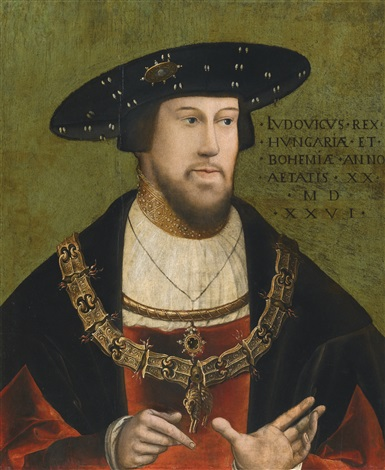 · LVDOVICVS · REX ·
· HVNGARIÆ · ET ·
BOHEMIÆ · ANNO
AETATIS · XX ·
· M D ·
· XXVI ·